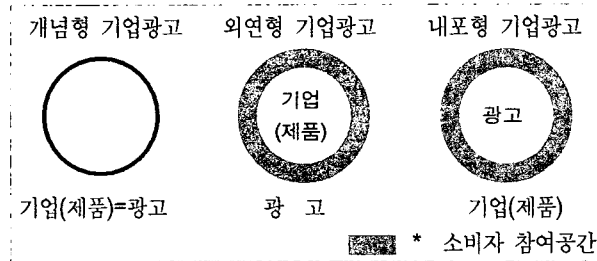 개념형 기업광고 외연형 기업광고 내포형 기업광고
기업
(제품)
광고
기업(제품)=광고 광 고 기업(제품)
* 소비자 참여공간